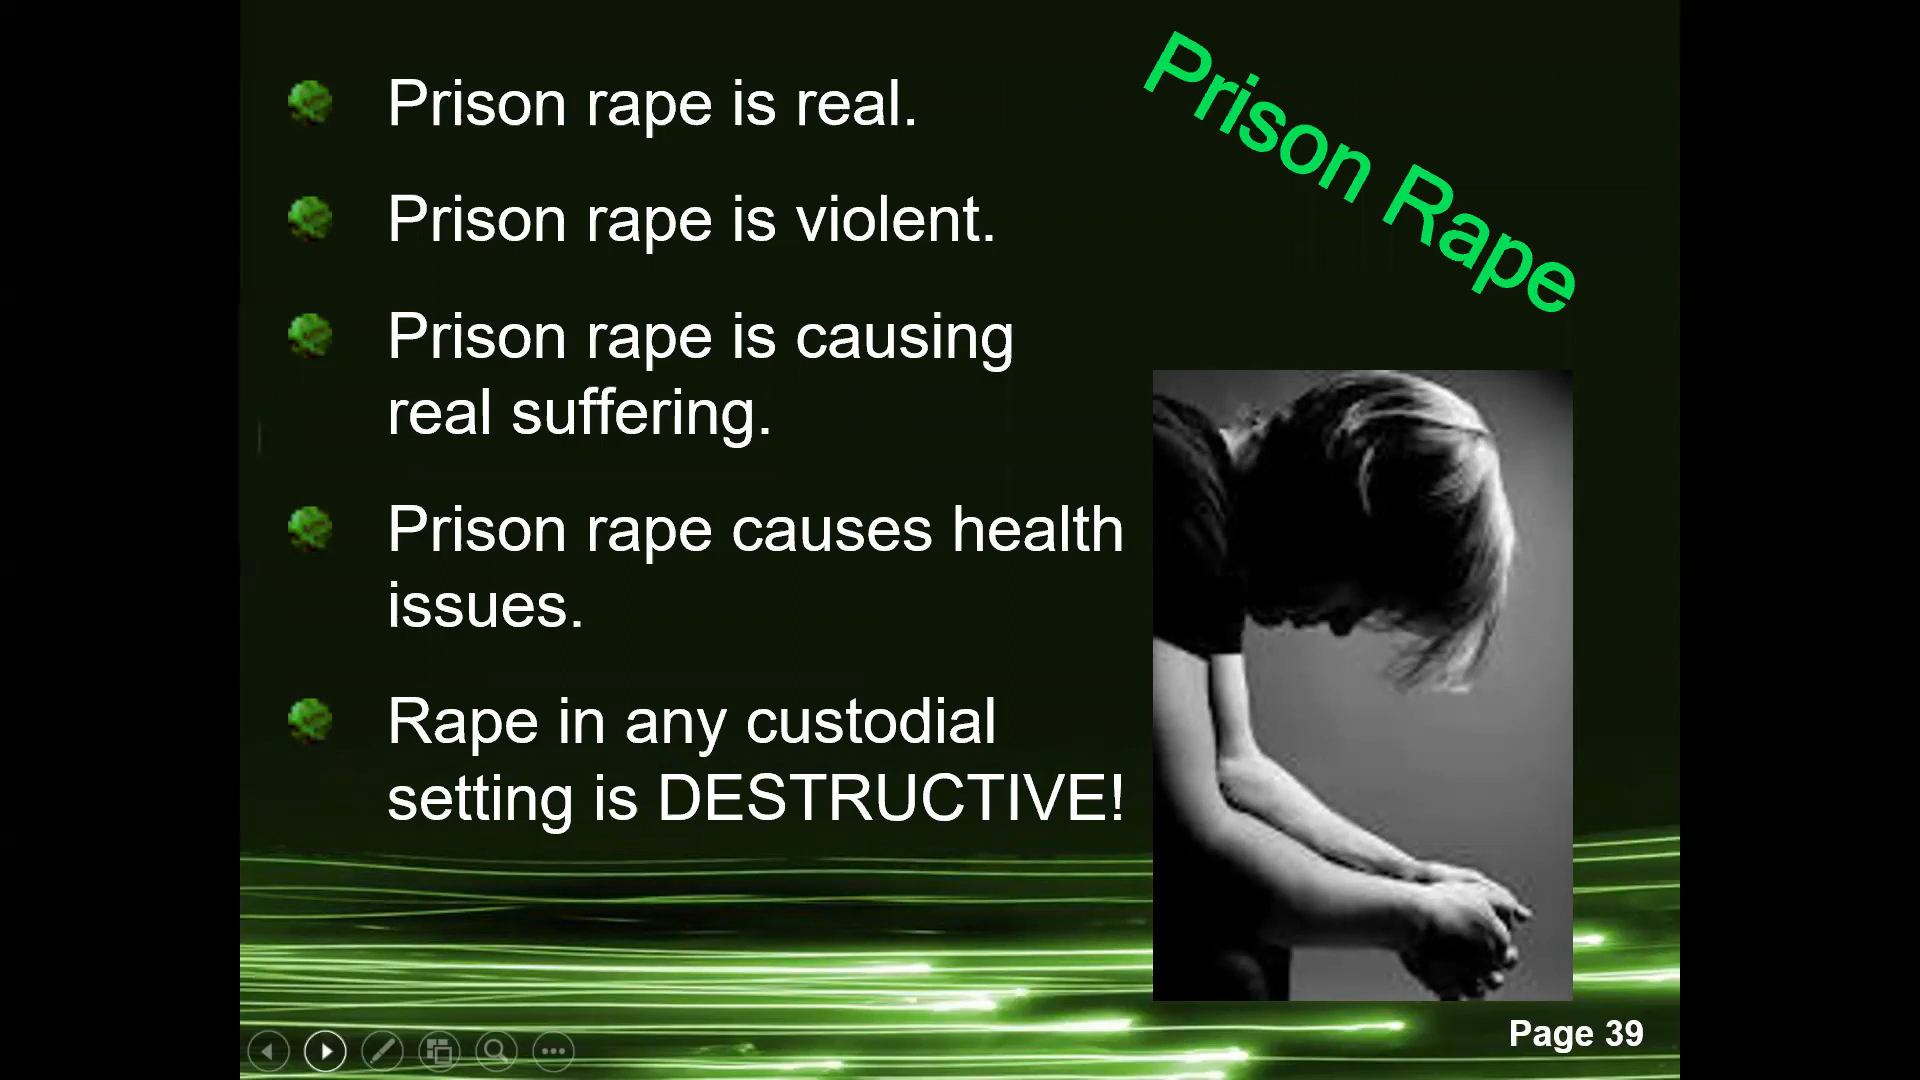 Prison Rape
Prison rape is real.
Prison rape is violent.
Prison rape is causing
real suffering.
Prison rape causes health
issues.
Rape in any custodial
setting is DESTRUCTIVE!
Page 39